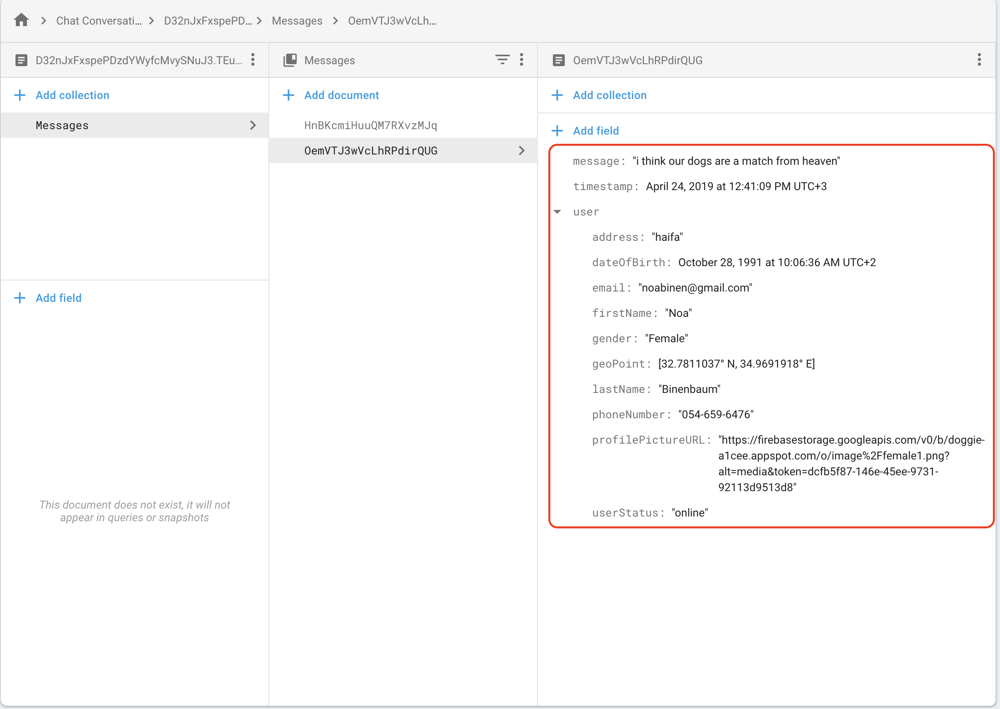 Chat Conversati... D32nJxFxspePD... Messages OemVTJ3wVcLh...
D32nJxFxspePDzdYWyfcMvySNuJ3.TEu...
Add collection
Messages
Add field
This document does not exist, it will not
appear in queries or snapshots
Messages
Add document
HnBKcmiHuuQM7RXvzMJq
OemVTJ3wVcLhRPdirQUG
OemVTJ3wVcLhRPdirQUG
Add collection
Add field
message: "i think our dogs are a match from heaven"
timestamp: April 24, 2019 at 12:41:09 PM UTC+3
user
address: "haifa"
dateOfBirth: October 28, 1991 at 10:06:36 AM UTC+2
email: "noabinen@gmail.com"
firstName: "Noa"
gender: "Female"
geoPoint: [32.7811037° N, 34.9691918° E]
lastName: "Binenbaum"
phoneNumber: "054-659-6476"
profilePictureURL: "https://firebasestorage.googleapis.com/v0/b/doggie-
a1cee.appspot.com/o/image%2Ffemale1.png?
alt=media&token=dcfb5f87-146e-45ee-9731-
92113d9513d8"
userStatus: "online"